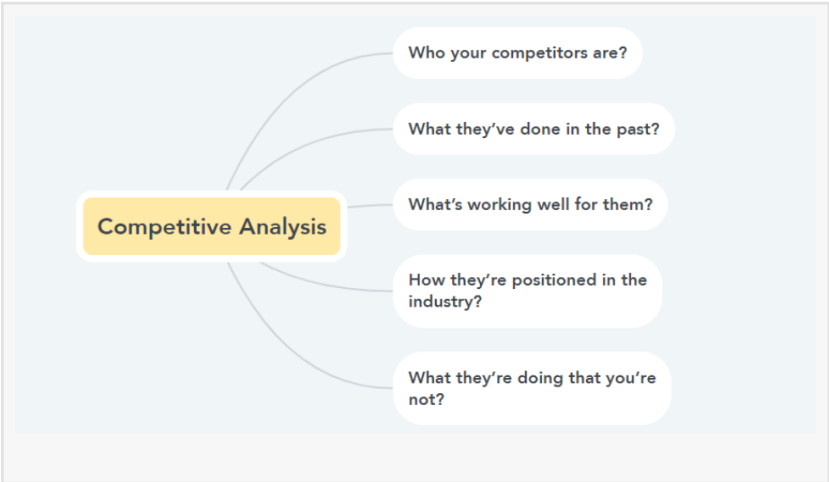 Who your competitors are?
What they’ve done in the past?
What’s working well for them?
Competitive Analysis
How they’re positioned in the
industry?
What they’re doing that you’re
not?